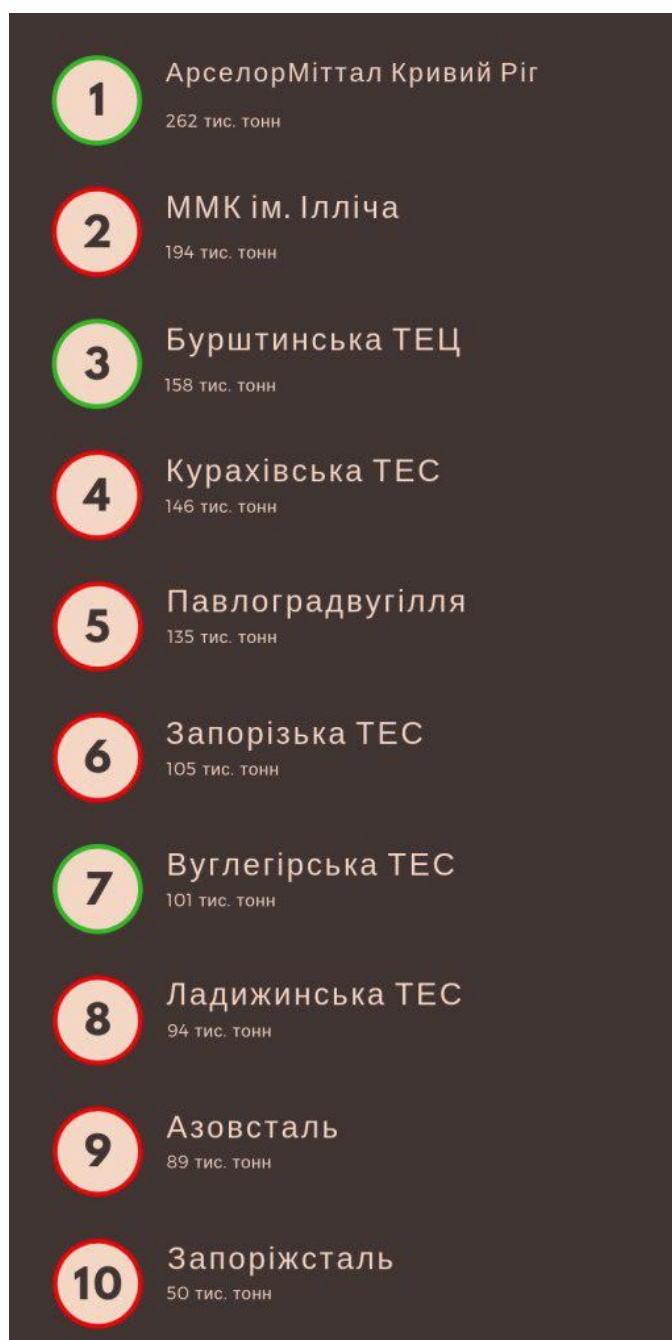 1
АрселорМіттал Кривий Ріг
262 тис. тонн
2
ММК ім. Ілліча
194 тис. тонн
3
Бурштинська ТЕЦ
158 тис. тонн
4
Курахівська ТЕС
146 тис. тонн
5
Павлоградвугілля
135 тис. тонн
6
Запорізька ТЕС
105 тис. тонн
7
Вуглегірська ТЕС
101 тис. тонн
8
Ладижинська ТЕС
94 тис. тонн
9
Азовсталь
89 тис. тонн
10
Запоріжсталь
50 тис. тонн